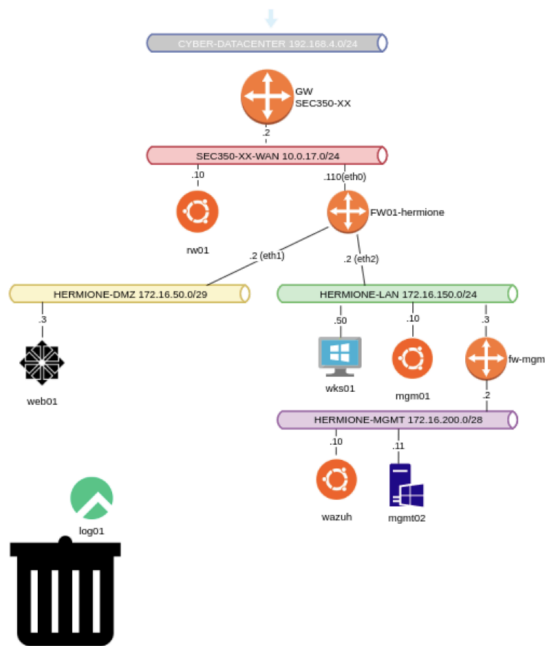 CYBER-DATACENTER 192.168.4.0/24
GW
SEC350-XX
.2
SEC350-XX-WAN 10.0.17.0/24
.10
.110(eth0)
FW01-hermione
rw01
.2 (eth1)
.2 (eth2)
HERMIONE-DMZ 172.16.50.0/29
HERMIONE-LAN 172.16.150.0/24
.3
.50
.10
.3
fw-mgm
web01
wks01
mgm01
.2
HERMIONE-MGMT 172.16.200.0/28
.10
.11
wazuh
mgmt02
log01